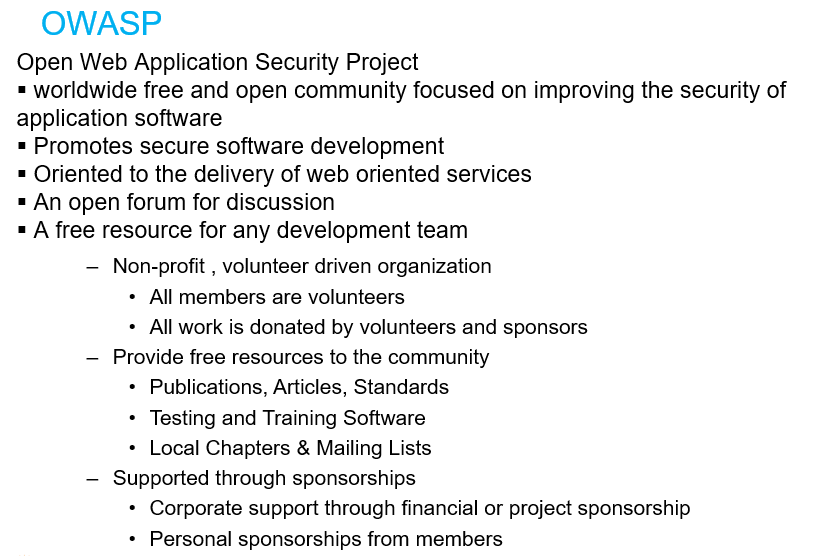 OWASP
Open Web Application Security Project
▪ worldwide free and open community focused on improving the security of
application software
▪ Promotes secure software development
▪ Oriented to the delivery of web oriented services
▪ An open forum for discussion
▪ A free resource for any development team
– Non-profit , volunteer driven organization
• All members are volunteers
• All work is donated by volunteers and sponsors
– Provide free resources to the community
• Publications, Articles, Standards
• Testing and Training Software
• Local Chapters & Mailing Lists
– Supported through sponsorships
• Corporate support through financial or project sponsorship
• Personal sponsorships from members